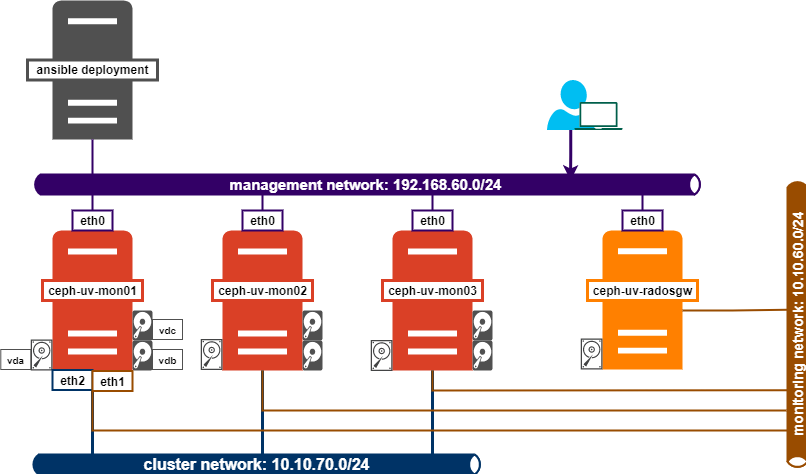 ansible deployment
management network: 192.168.60.0/24
eth0
eth0
eth0
eth0
ceph-uv-mon01
ceph-uv-mon02
ceph-uv-mon03
ceph-uv-radosgw
monitoring network: 10.10.60.0/24
vdc
vda
vdb
eth2
eth1
cluster network: 10.10.70.0/24